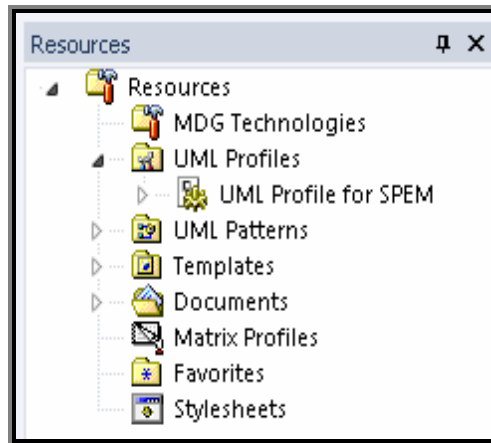 Resources
Resources
MDG Technologies
UML Profiles
UML Profile for SPEM
UML Patterns
Templates
Documents
Matrix Profiles
Favorites
Stylesheets